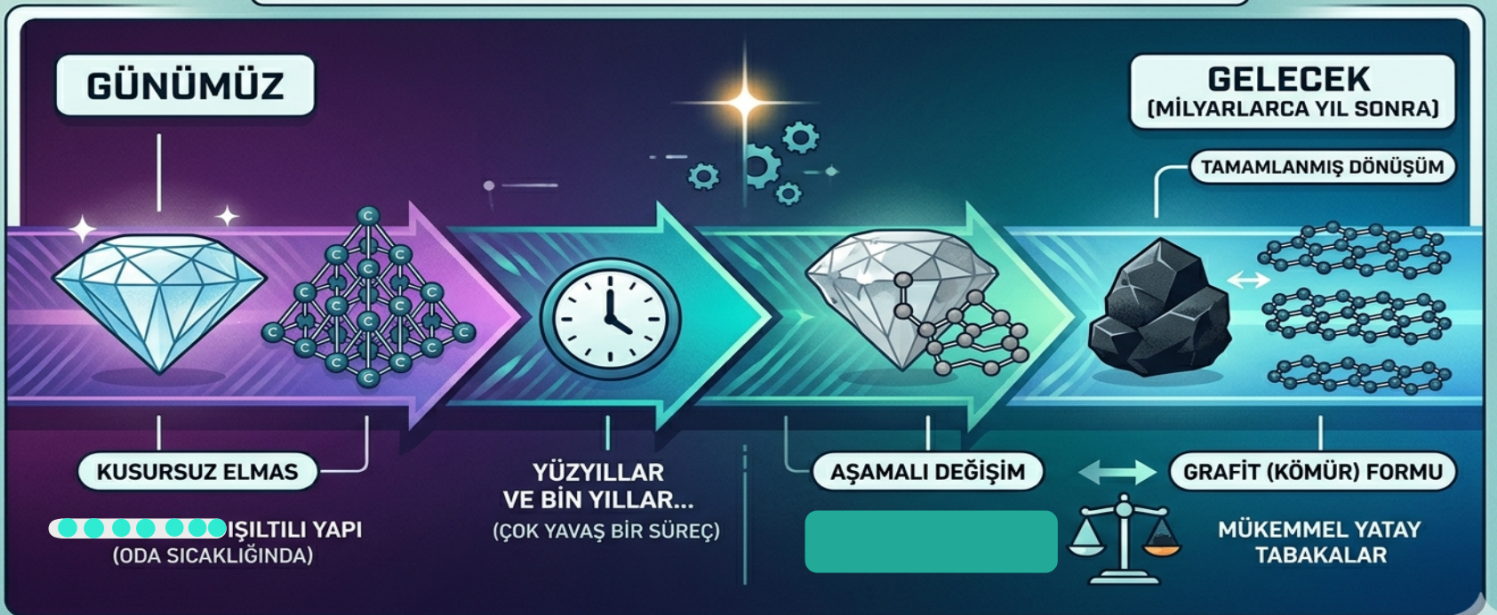 GÜNÜMÜZ
GELECEK
(MİLYARLARCA YIL SONRA)
TAMAMLANMIŞ DÖNÜŞÜM
C
C
C
C
C
C
C
C
C
C
C
C
C
KUSURSUZ ELMAS
IŞILTILI YAPI
(ODA SICAKLIĞINDA)
YÜZYILLAR
VE BİN YILLAR...
(ÇOK YAVAŞ BİR SÜREÇ)
AŞAMALI DEĞİŞİM
GRAFİT (KÖMÜR) FORMU
MÜKEMMEL YATAY
TABAKALAR